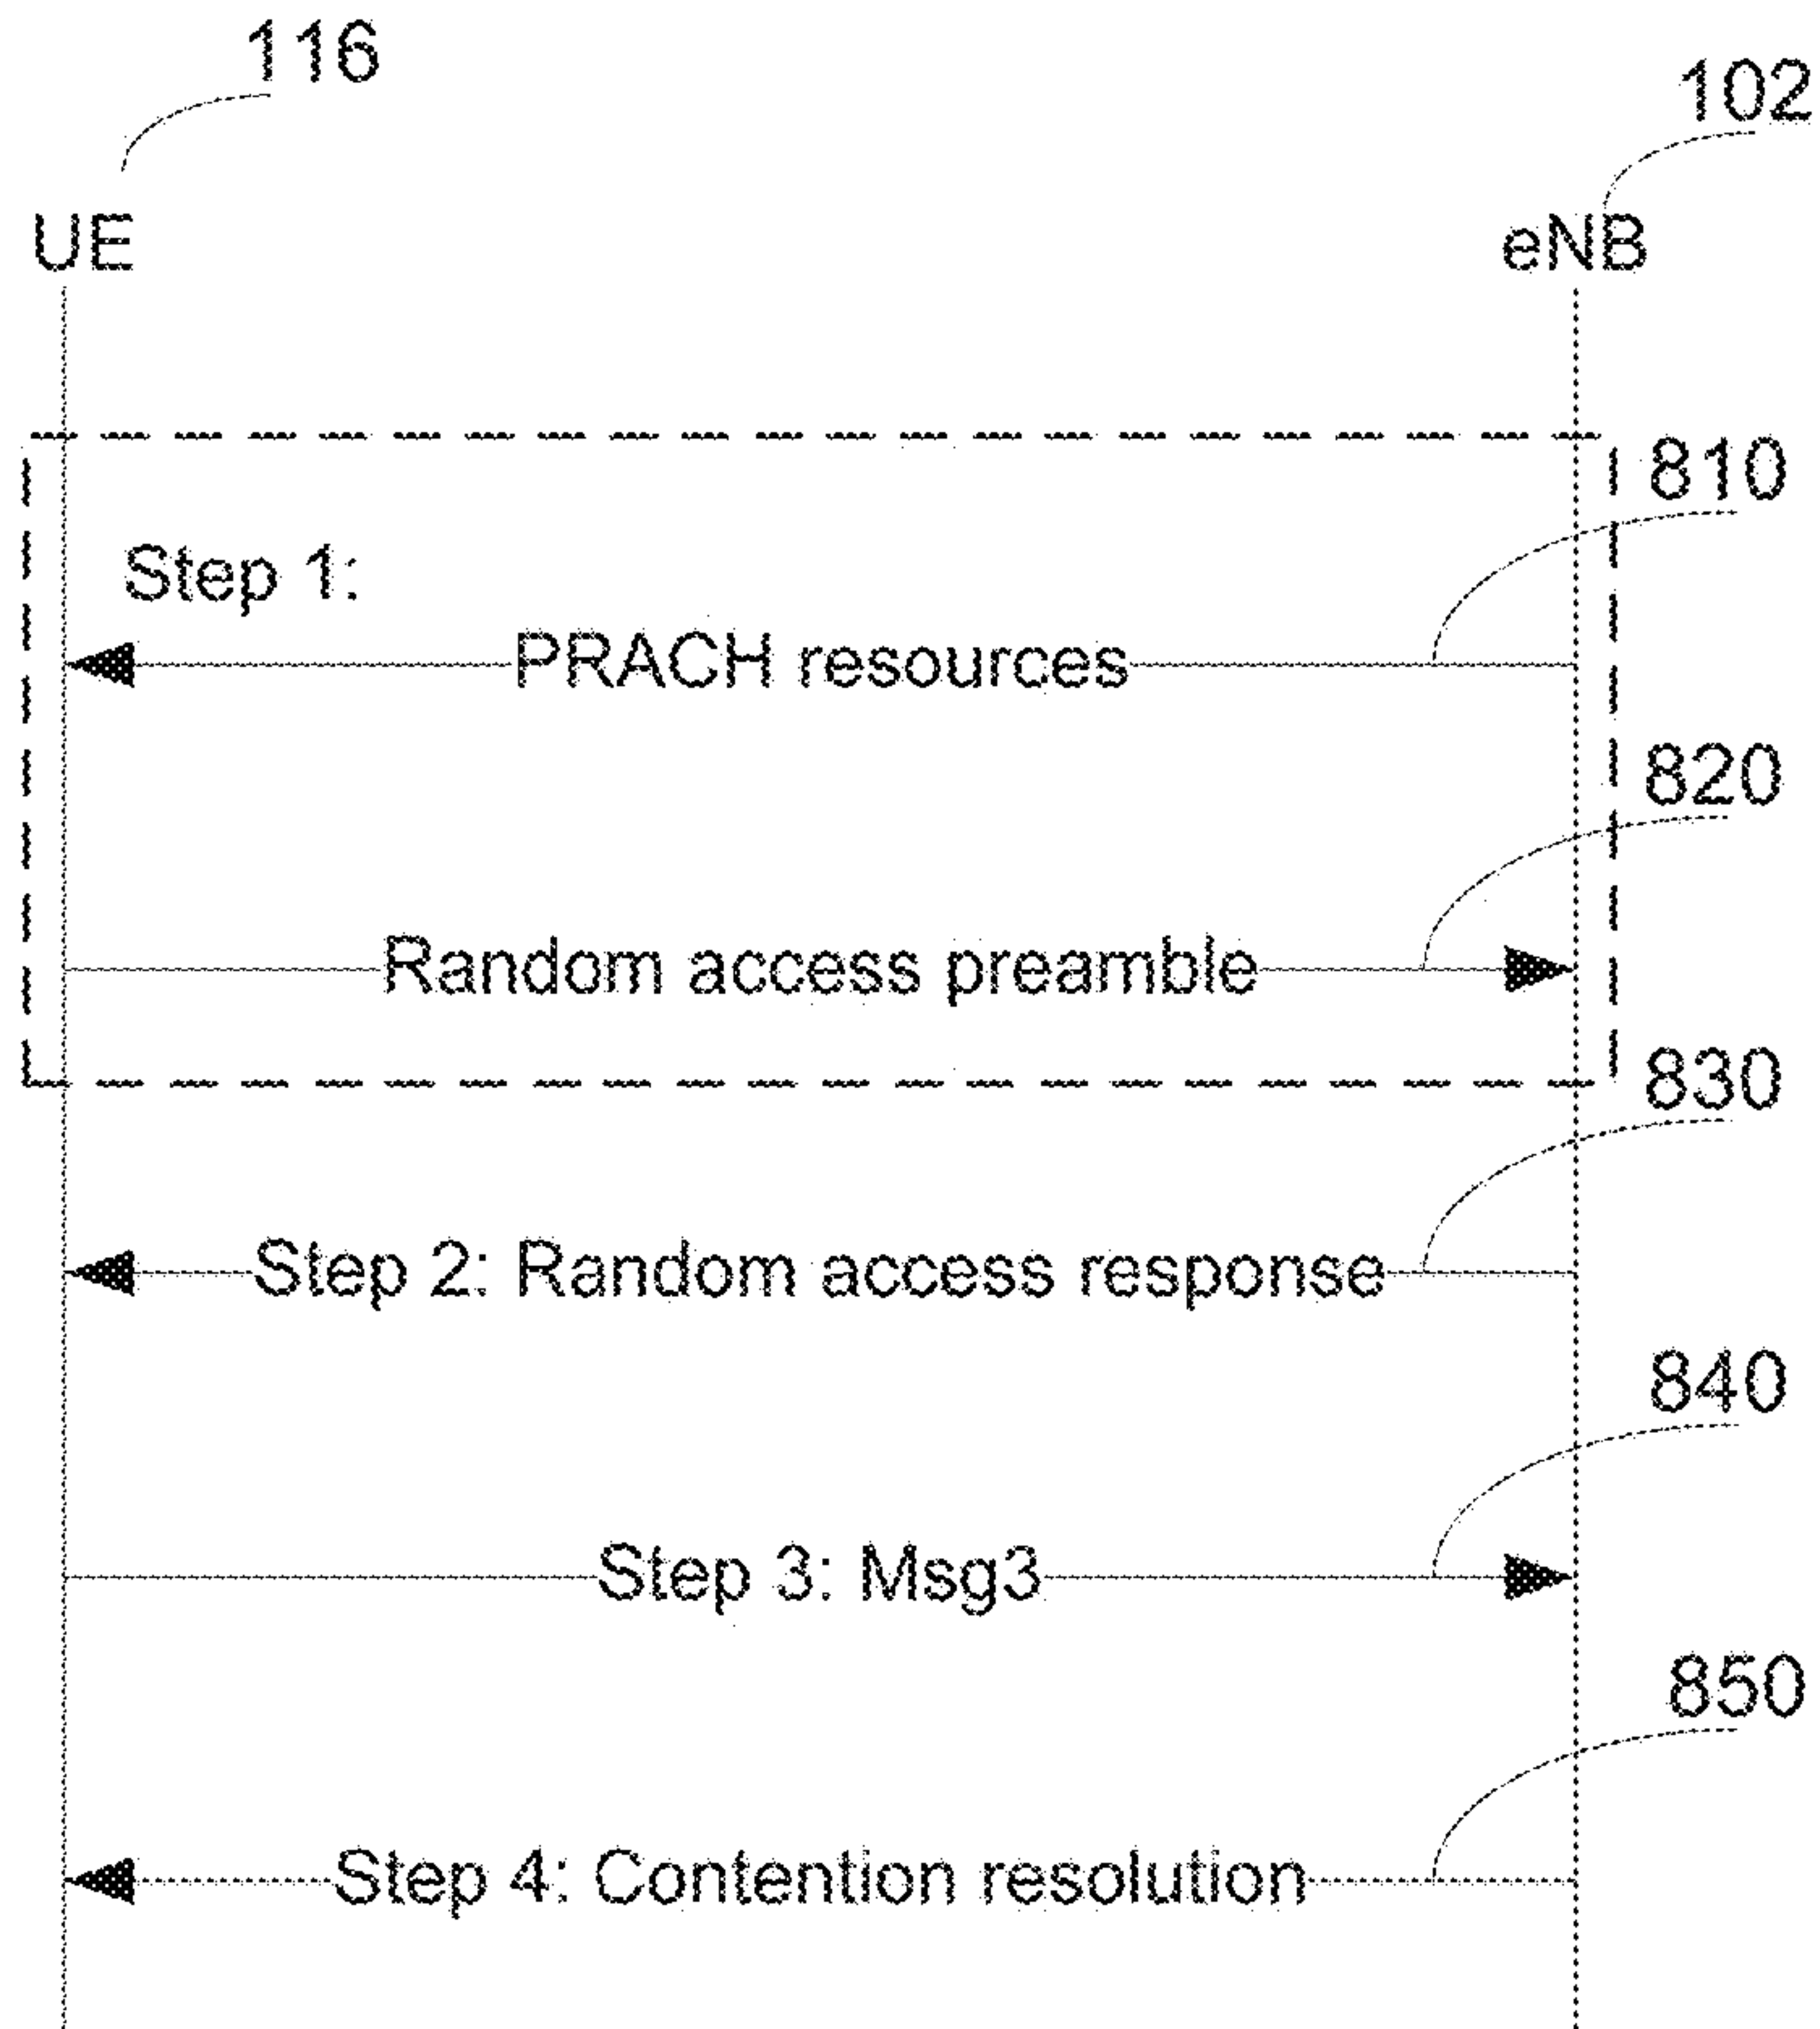 116
102
UE
eNB
810
Step 1:
PRACH resources
820
Random access preamble
830
Step 2: Random access response
840
Step 3: Msg3
850
Step 4: Contention resolution